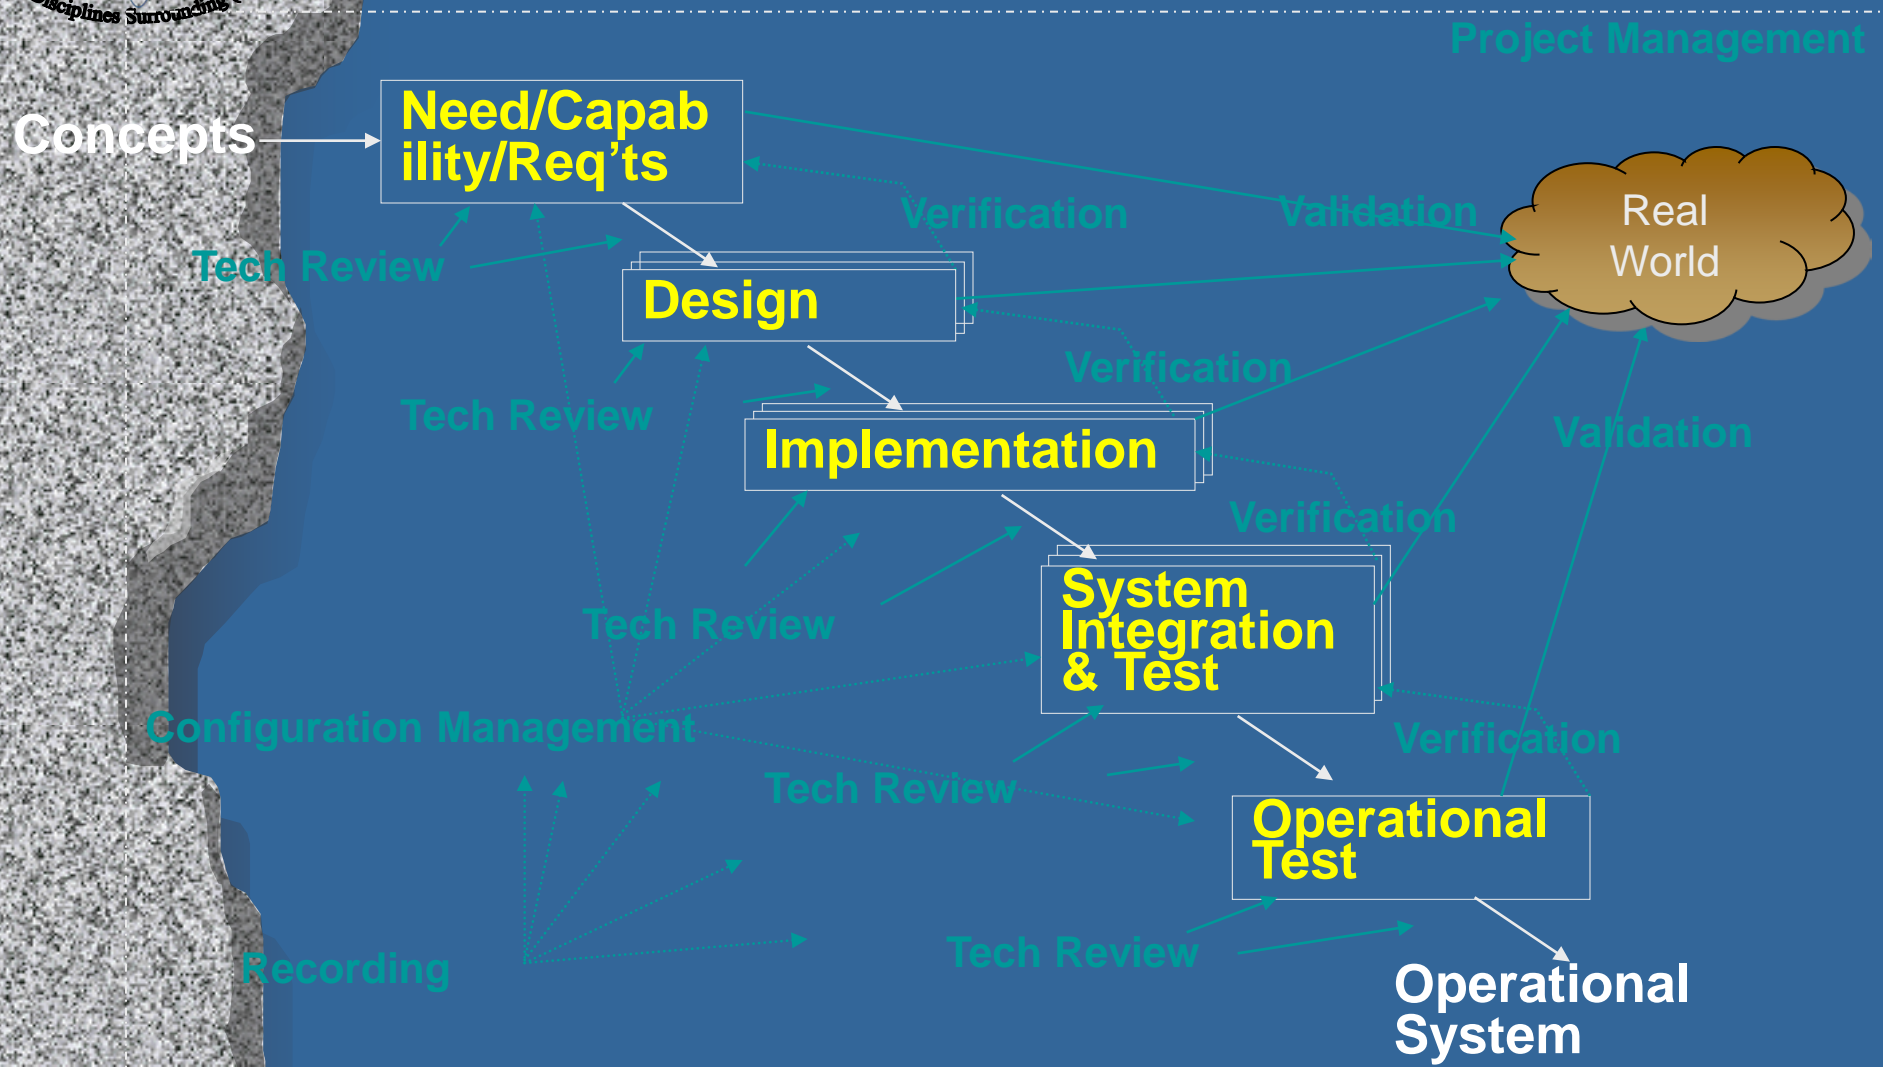 Disciplines Surrounding
Project Management
Concepts
Need/Capab
ility/Req’ts
Verification
Validation
Real
World
Tech Review
Design
Verification
Tech Review
Validation
Implementation
Verification
System
Integration
& Test
Tech Review
Configuration Management
Verification
Tech Review
Operational
Test
Tech Review
Recording
Operational
System